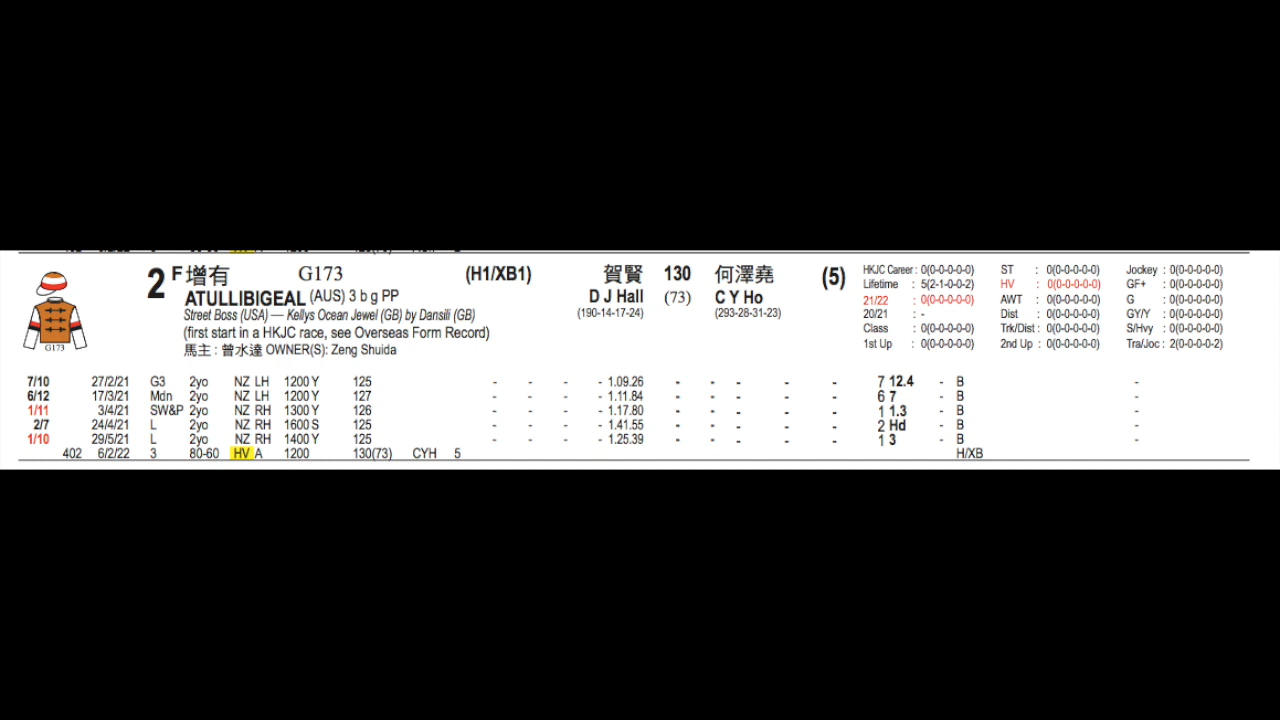 2 F 增有 G173 (H1/XB1) 賀賢 130 何澤堯 (5)
ATULLIBIGEAL (AUS) 3 b g PP D J Hall (73) C Y Ho
Street Boss (USA) — Kellys Ocean Jewel (GB) by Dansili (GB) (190-14-17-24) (293-28-31-23)
(first start in a HKJC race, see Overseas Form Record)
馬主 : 曾水達 OWNER(S): Zeng Shuida
G173
HKJC Career : 0(0-0-0-0-0) ST : 0(0-0-0-0-0) Jockey : 0(0-0-0-0-0)
Lifetime : 5(2-1-0-0-2) HV : 0(0-0-0-0-0) GF+ : 0(0-0-0-0-0)
21/22 : 0(0-0-0-0-0) AWT : 0(0-0-0-0-0) G : 0(0-0-0-0-0)
20/21 : - Dist : 0(0-0-0-0-0) GY/Y : 0(0-0-0-0-0)
Class : 0(0-0-0-0-0) Trk/Dist : 0(0-0-0-0-0) S/Hvy : 0(0-0-0-0-0)
1st Up : 0(0-0-0-0-0) 2nd Up : 0(0-0-0-0-0) Tra/Joc : 2(0-0-0-0-2)
7/10 27/2/21 G3 2yo NZ LH 1200 Y 125 - - - - 1.09.26 - - - - - 7 12.4 - B -
6/12 17/3/21 Mdn 2yo NZ LH 1200 Y 127 - - - - 1.11.84 - - - - - 6 7 - B -
1/11 3/4/21 SW&P 2yo NZ RH 1300 Y 126 - - - - 1.17.80 - - - - - 1 1.3 - B -
2/7 24/4/21 L 2yo NZ RH 1600 S 125 - - - - 1.41.55 - - - - - 2 Hd - B -
1/10 29/5/21 L 2yo NZ RH 1400 Y 125 - - - - 1.25.39 - - - - - 1 3 - B -
402 6/2/22 3 80-60 HV A 1200 130(73) CYH 5 H/XB